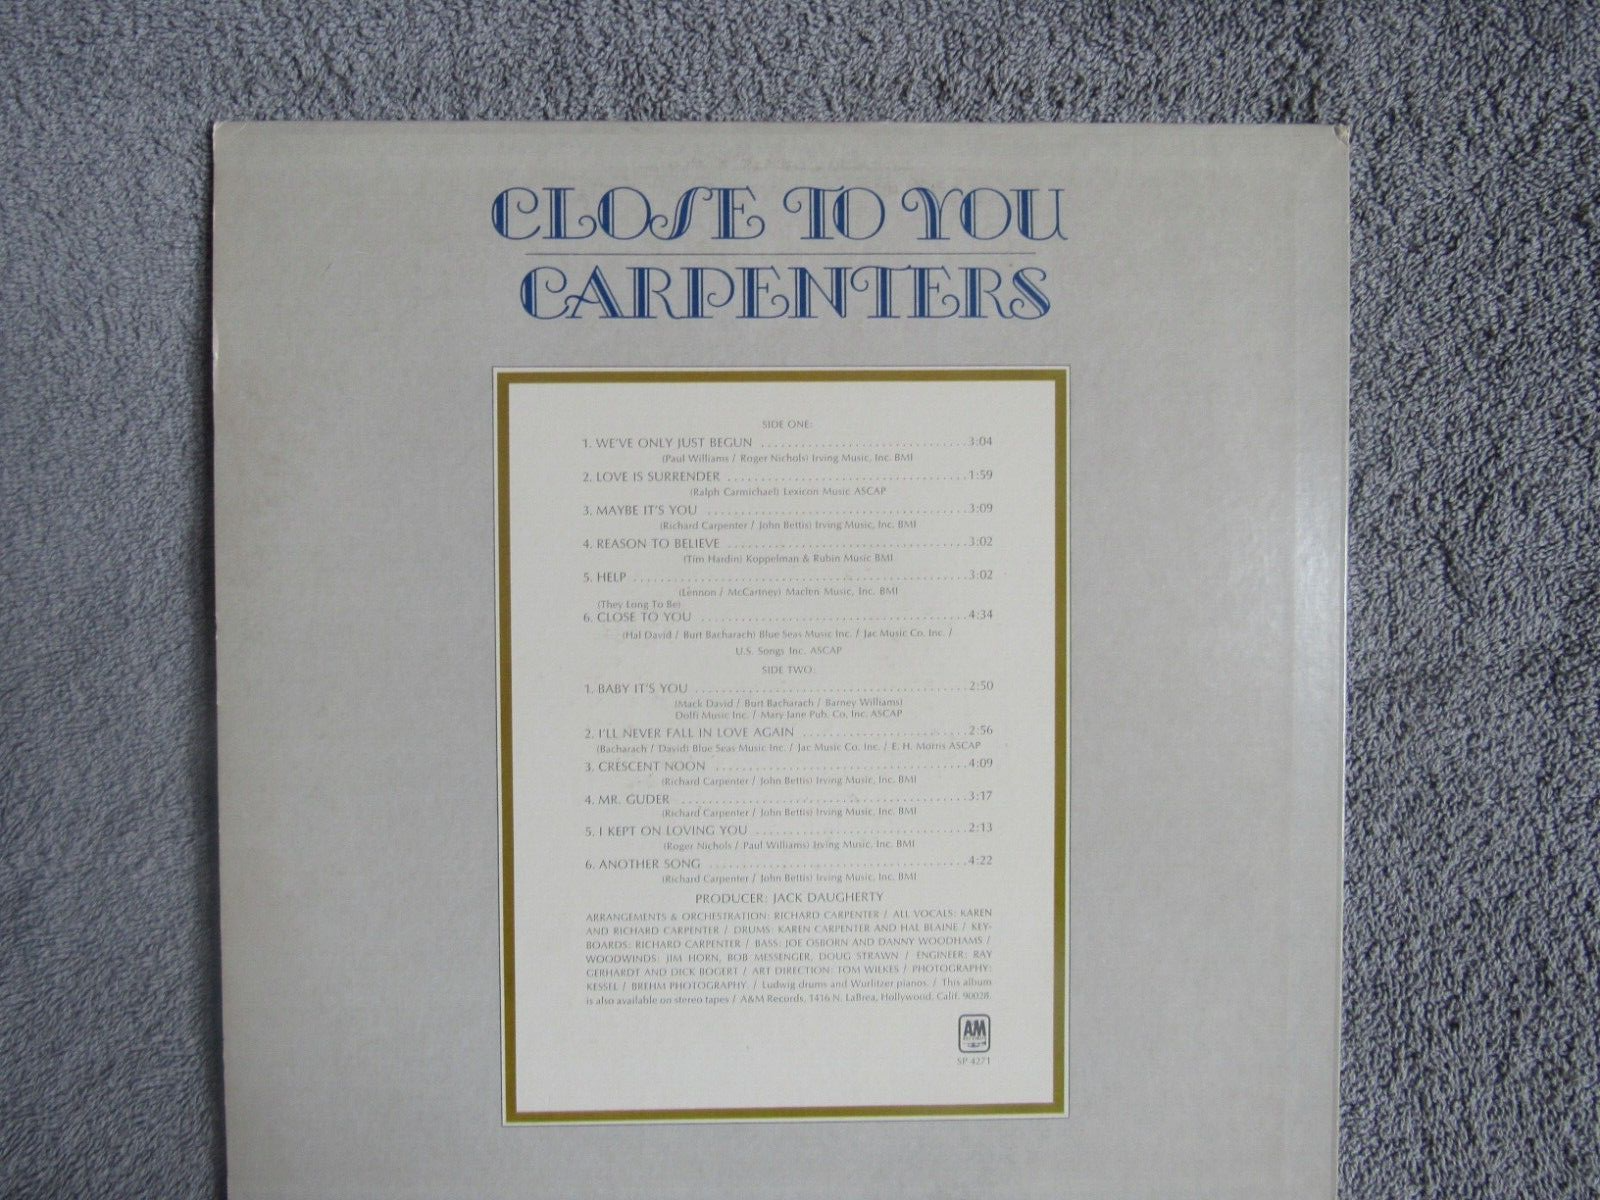 CLOSE TO YOU
CARPENTERS
SIDE ONE:
1. WE'VE ONLY JUST BEGUN ............................... 3:04
(Paul Williams / Roger Nichols) Irving Music, Inc. BMI
2. LOVE IS SURRENDER .................................... 1:59
(Ralph Carmichael) Lexicon Music ASCAP
3. MAYBE IT'S YOU ....................................... 3:09
(Richard Carpenter / John Bettis) Irving Music, Inc. BMI
4. REASON TO BELIEVE .................................... 3:02
(Tim Hardin) Koppelman & Rubin Music BMI
5. HELP .................................................. 3:02
(Lennon / McCartney) Maclen Music, Inc. BMI
(They Long To Be)
6. CLOSE TO YOU ........................................ 4:34
(Hal David / Burt Bacharach) Blue Seas Music Inc. / Jac Music Co. Inc. /
U.S. Songs Inc. ASCAP
SIDE TWO:
1. BABY IT'S YOU ......................................... 2:50
(Mack David / Burt Bacharach / Barney Williams)
Dolfi Music Inc. / Mary Jane Pub. Co. Inc. ASCAP
2. I'LL NEVER FALL IN LOVE AGAIN ......................... 2:56
(Bacharach / David) Blue Seas Music Inc. / Jac Music Co. Inc. / E. H. Morris ASCAP
3. CRESCENT NOON ...................................... 4:09
(Richard Carpenter / John Bettis) Irving Music, Inc. BMI
4. MR. GUDER ........................................... 3:17
(Richard Carpenter / John Bettis) Irving Music, Inc. BMI
5. I KEPT ON LOVING YOU ................................ 2:13
(Roger Nichols / Paul Williams) Irving Music, Inc. BMI
6. ANOTHER SONG ....................................... 4:22
(Richard Carpenter / John Bettis) Irving Music, Inc. BMI
PRODUCER: JACK DAUGHERTY
ARRANGEMENTS & ORCHESTRATION: RICHARD CARPENTER / ALL VOCALS: KAREN
AND RICHARD CARPENTER / DRUMS: KAREN CARPENTER AND HAL BLAINE / KEY-
BOARDS: RICHARD CARPENTER / BASS: JOE OSBORN AND DANNY WOODHAMS /
WOODWINDS: JIM HORN, BOB MESSENGER, DOUG STRAWN / ENGINEER: RAY
GERHARDT AND DICK BOGERT / ART DIRECTION: TOM WILKES / PHOTOGRAPHY:
KESSEL / BREHM PHOTOGRAPHY. / Ludwig drums and Wurlitzer pianos. / This album
is also available on stereo tapes / A&M Records, 1416 N. LaBrea, Hollywood, Calif. 90028.
AM
RECORDS
SP 4271